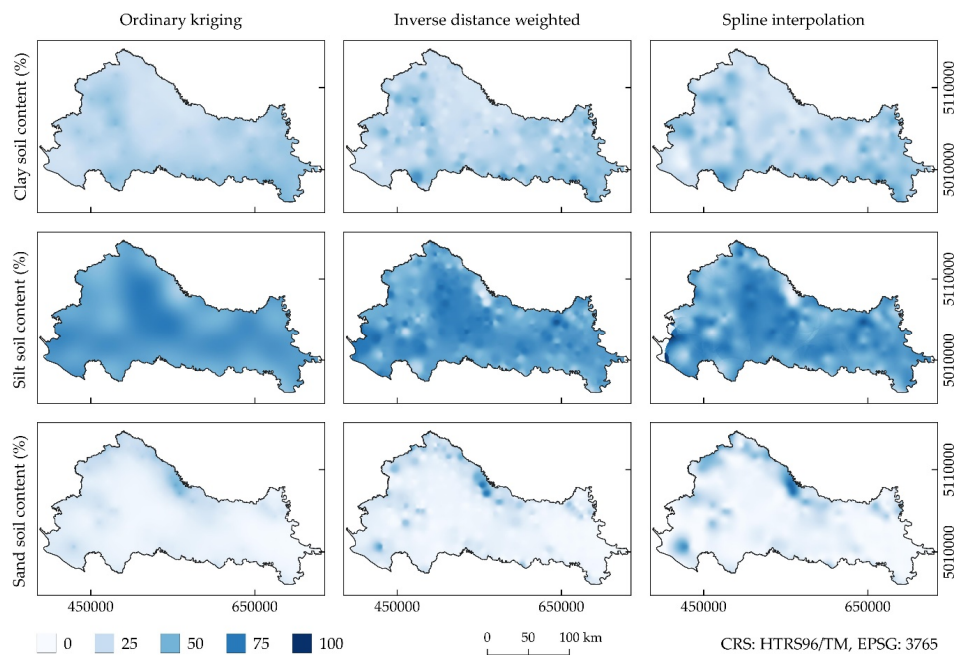 Ordinary kriging
Inverse distance weighted
Spline interpolation
Clay soil content (%)
5110000
5010000
Silt soil content (%)
5110000
5010000
Sand soil content (%)
5110000
5010000
450000
650000
450000
650000
450000
650000
0
25
50
75
100
0 50 100 km
CRS: HTRS96/TM, EPSG: 3765